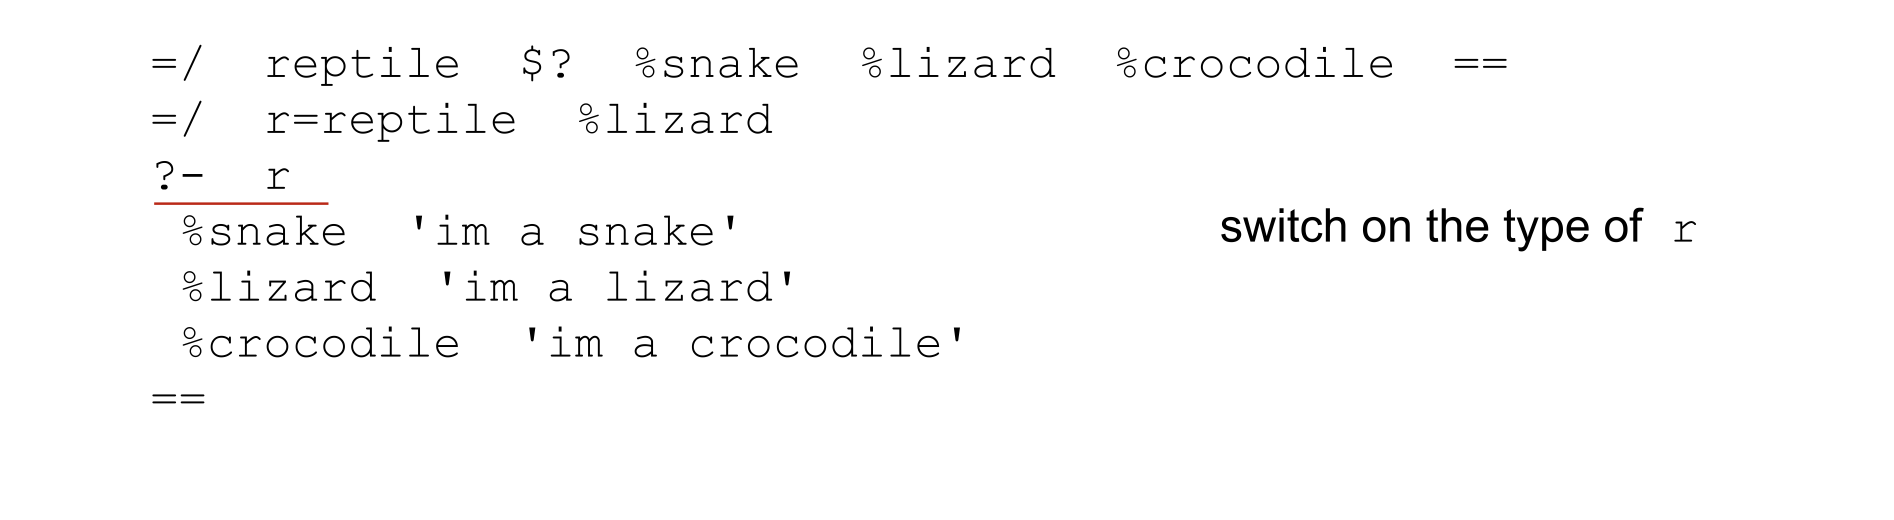 =/  reptile  $?  %snake  %lizard  %crocodile  ==
=/  r=reptile  %lizard
?-  r
 %snake  'im a snake'
switch on the type of r
 %lizard  'im a lizard'
 %crocodile  'im a crocodile'
==